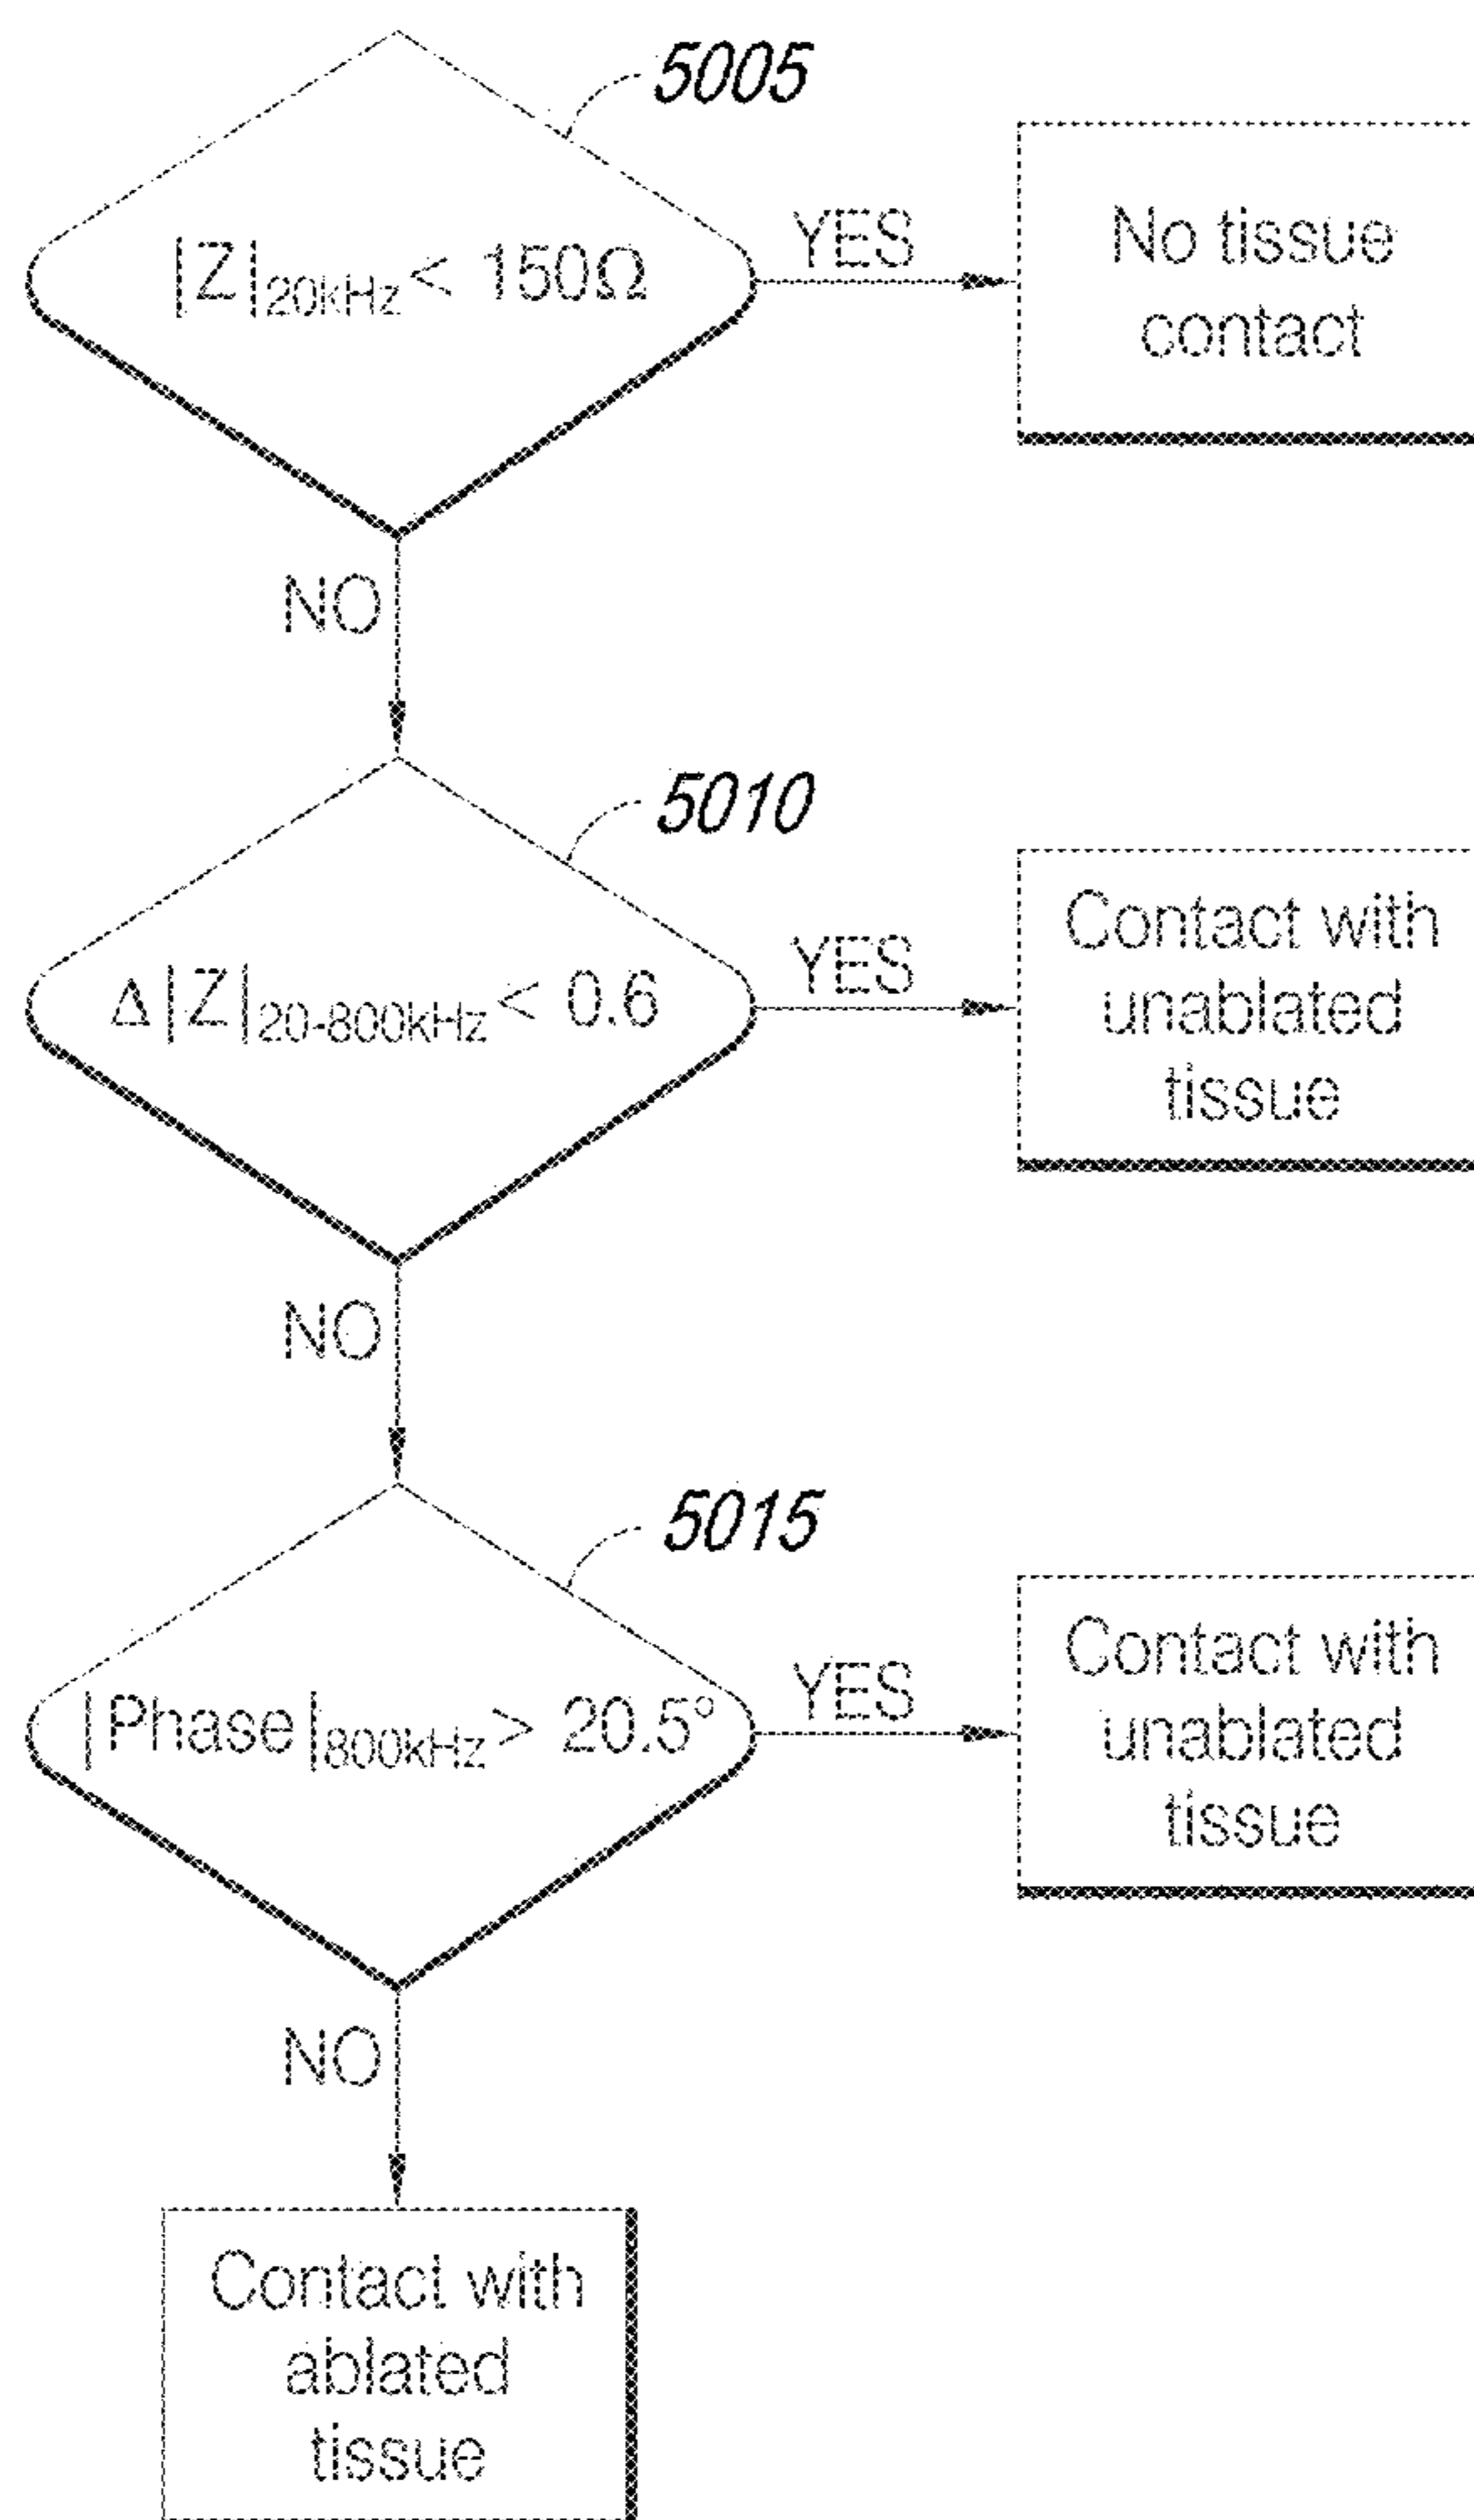 5005
|Z|20kHz < 150Ω
YES
No tissue
contact
NO
5010
Δ|Z|20-800kHz < 0.6
YES
Contact with
unablated
tissue
NO
5015
|Phase|800kHz > 20.5°
YES
Contact with
unablated
tissue
NO
Contact with
ablated
tissue